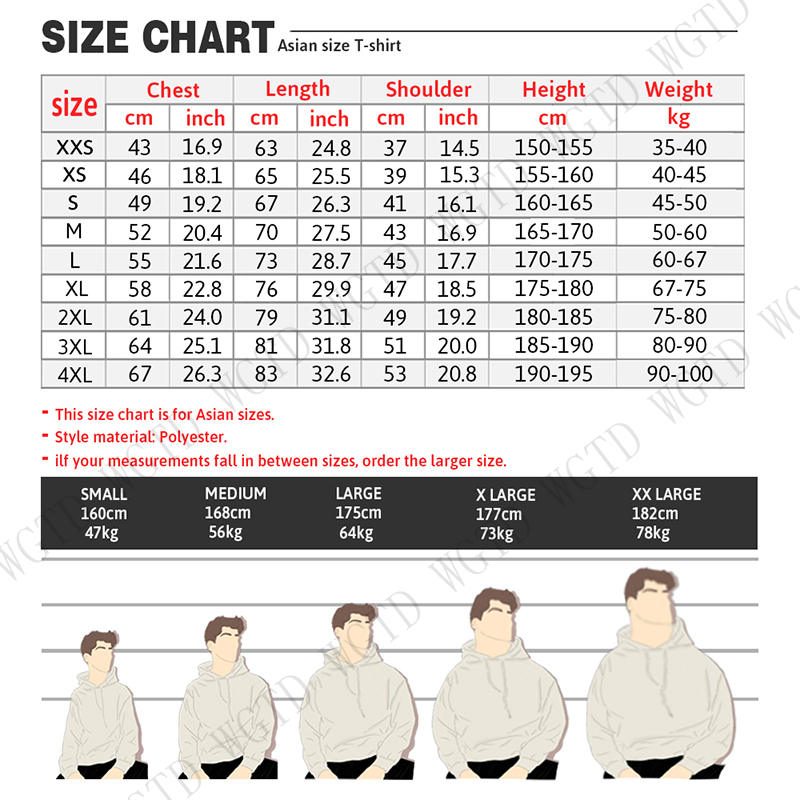 SIZE CHART Asian size T-shirt
size Chest Length Shoulder Height Weight
cm inch cm inch cm inch cm kg
XXS 43 16.9 63 24.8 37 14.5 150-155 35-40
XS 46 18.1 65 25.5 39 15.3 155-160 40-45
S 49 19.2 67 26.3 41 16.1 160-165 45-50
M 52 20.4 70 27.5 43 16.9 165-170 50-60
L 55 21.6 73 28.7 45 17.7 170-175 60-67
XL 58 22.8 76 29.9 47 18.5 175-180 67-75
2XL 61 24.0 79 31.1 49 19.2 180-185 75-80
3XL 64 25.1 81 31.8 51 20.0 185-190 80-90
4XL 67 26.3 83 32.6 53 20.8 190-195 90-100
- This size chart is for Asian sizes.
- Style material: Polyester.
- ilf your measurements fall in between sizes, order the larger size.
SMALL MEDIUM LARGE X LARGE XX LARGE
160cm 168cm 175cm 177cm 182cm
47kg 56kg 64kg 73kg 78kg
WGTD WGTD WGTD WGTD WGTD WGTD